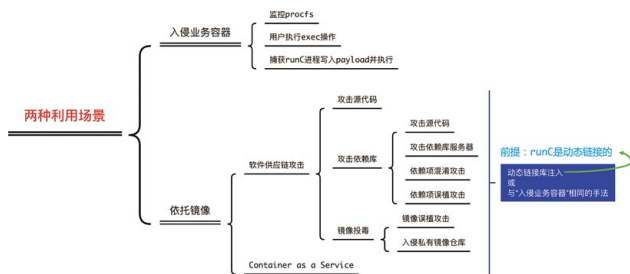 两种利用场景
入侵业务容器
监控procfs
用户执行exec操作
捕获runC进程写入payload并执行
依托镜像
软件供应链攻击
攻击源代码
攻击依赖库
攻击源代码
攻击依赖库服务器
依赖项混淆攻击
依赖项误植攻击
镜像投毒
镜像误植攻击
入侵私有镜像仓库
Container as a Service
前提：runC是动态链接的
动态链接库注入
或
与"入侵业务容器"相同的手法